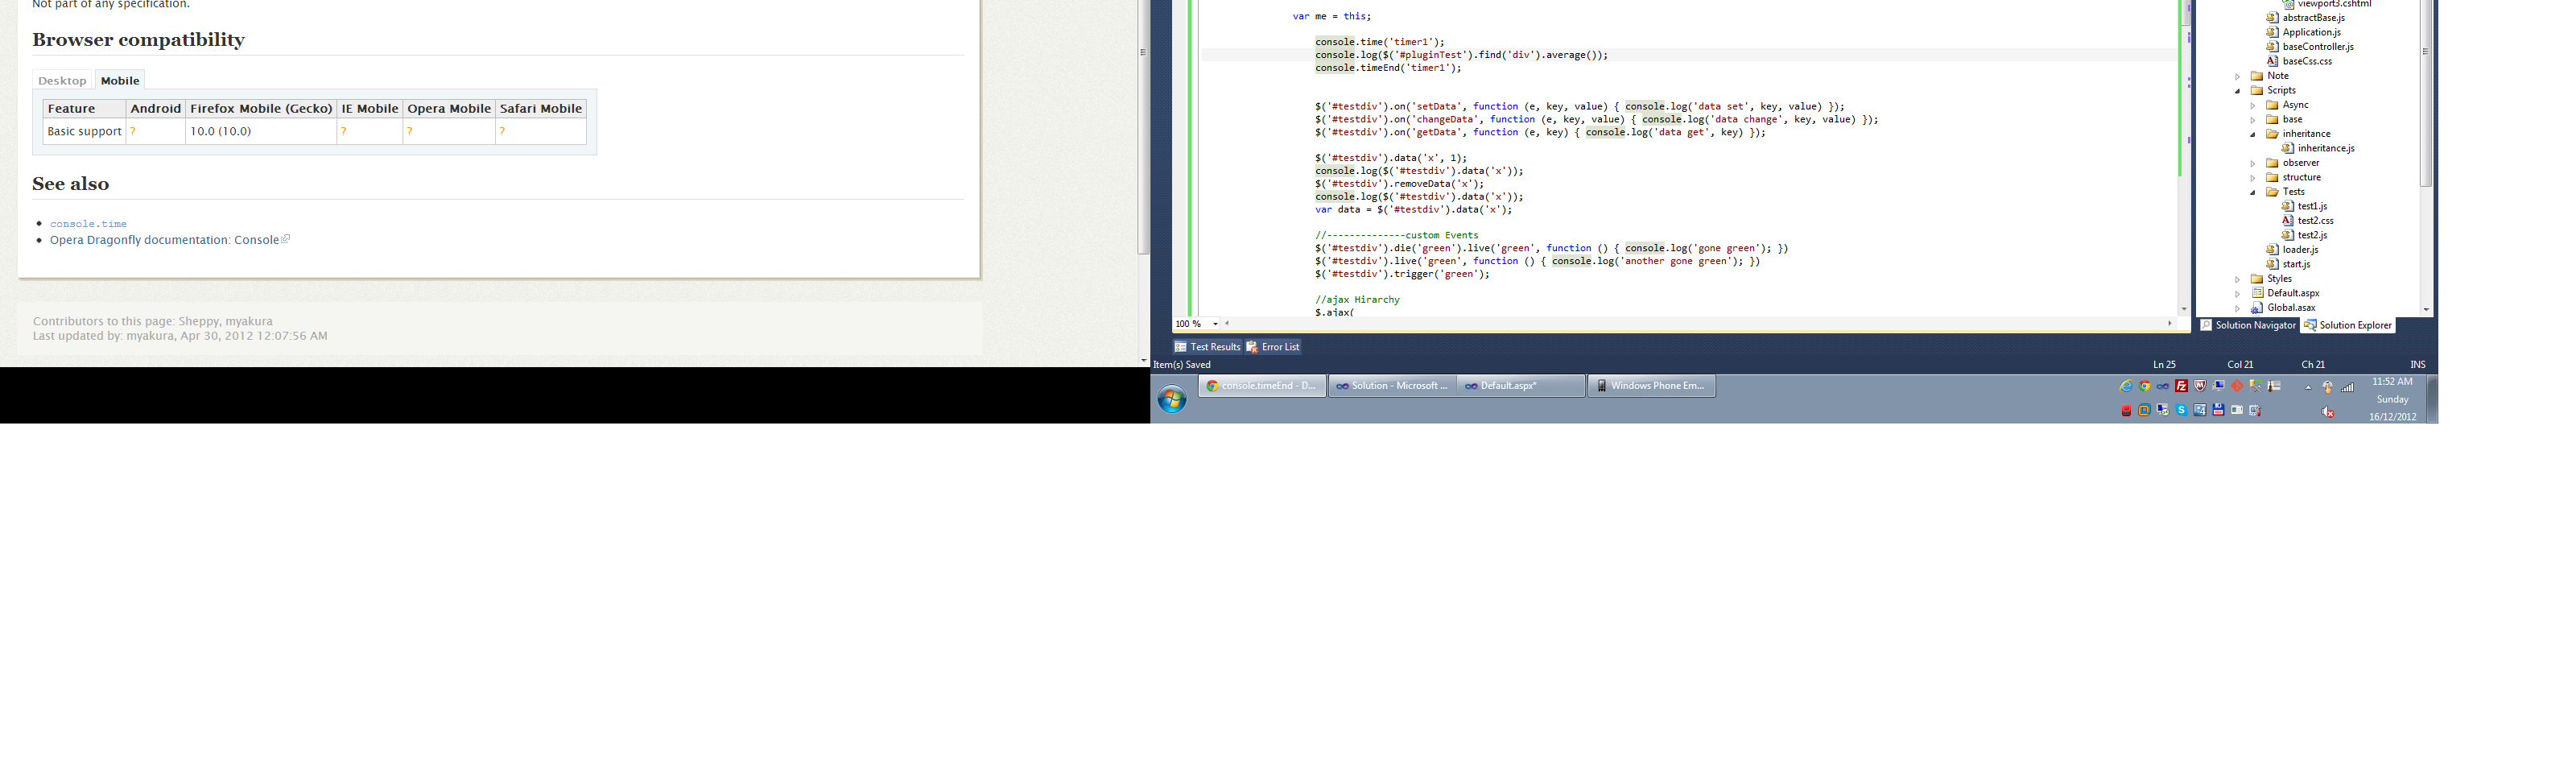 Not part of any specification.
Browser compatibility
Desktop Mobile
Feature Android Firefox Mobile (Gecko) IE Mobile Opera Mobile Safari Mobile
Basic support ? 10.0 (10.0) ? ? ?
See also
console.time
Opera Dragonfly documentation: Console
Contributors to this page: Sheppy, myakura
Last updated by: myakura, Apr 30, 2012 12:07:56 AM
var me = this;
console.time('timer1');
console.log($('#pluginTest').find('div').average());
console.timeEnd('timer1');
$('#testdiv').on('setData', function (e, key, value) { console.log('data set', key, value) });
$('#testdiv').on('changeData', function (e, key, value) { console.log('data change', key, value) });
$('#testdiv').on('getData', function (e, key) { console.log('data get', key) });
$('#testdiv').data('x', 1);
console.log($('#testdiv').data('x'));
$('#testdiv').removeData('x');
console.log($('#testdiv').data('x'));
var data = $('#testdiv').data('x');
//--------------custom Events
$('#testdiv').die('green').live('green', function () { console.log('gone green'); })
$('#testdiv').live('green', function () { console.log('another gone green'); })
$('#testdiv').trigger('green');
//ajax Hirarchy
$.ajax(
100 %
viewport3.cshtml
abstractBase.js
Application.js
baseController.js
baseCss.css
Note
Scripts
Async
base
inheritance
inheritance.js
observer
structure
Tests
test1.js
test2.css
test2.js
loader.js
start.js
Styles
Default.aspx
Global.asax
Solution Navigator Solution Explorer
Test Results Error List
Item(s) Saved Ln 25 Col 21 Ch 21 INS
console.timeEnd - D... Solution - Microsoft ... Default.aspx* Windows Phone Em...
11:52 AM
Sunday
16/12/2012